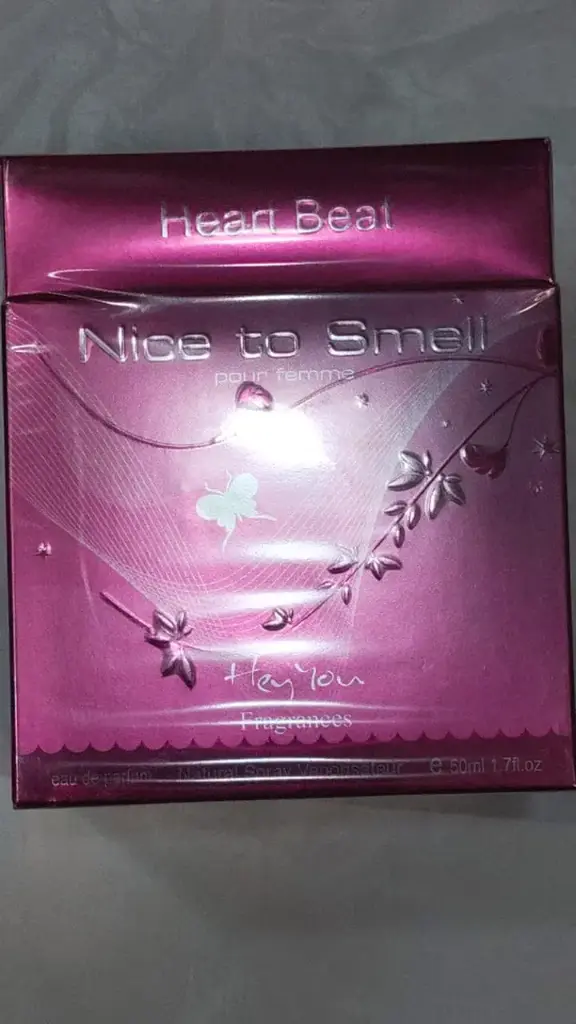 Heart Beat
Nice to Smell
pour femme
Hey You
Fragrances
eau de parfum Natural Spray Vaporisateur e 50ml 1.7fl.oz